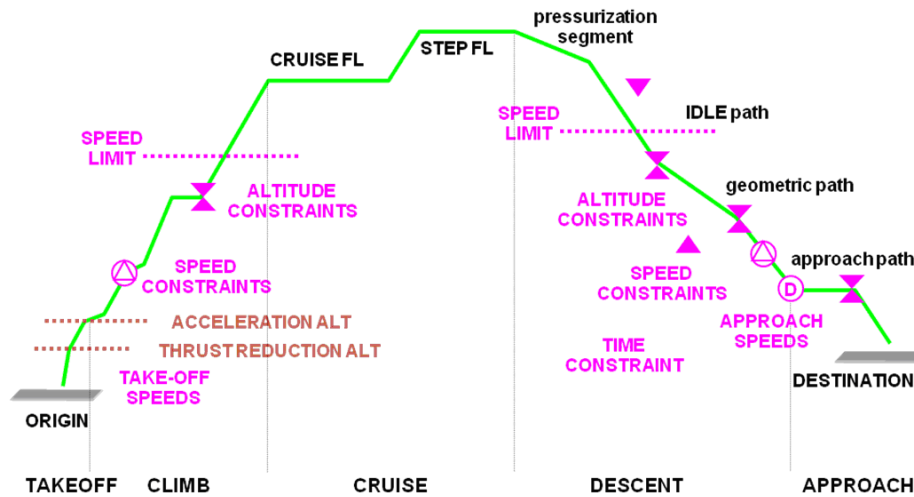 pressurization
segment
CRUISE FL
STEP FL
SPEED
LIMIT
SPEED
LIMIT
IDLE path
ALTITUDE
CONSTRAINTS
ALTITUDE
CONSTRAINTS
geometric path
SPEED
CONSTRAINTS
SPEED
CONSTRAINTS
approach path
D
ACCELERATION ALT
THRUST REDUCTION ALT
APPROACH
SPEEDS
TIME
CONSTRAINT
TAKE-OFF
SPEEDS
DESTINATION
ORIGIN
TAKEOFF
CLIMB
CRUISE
DESCENT
APPROACH